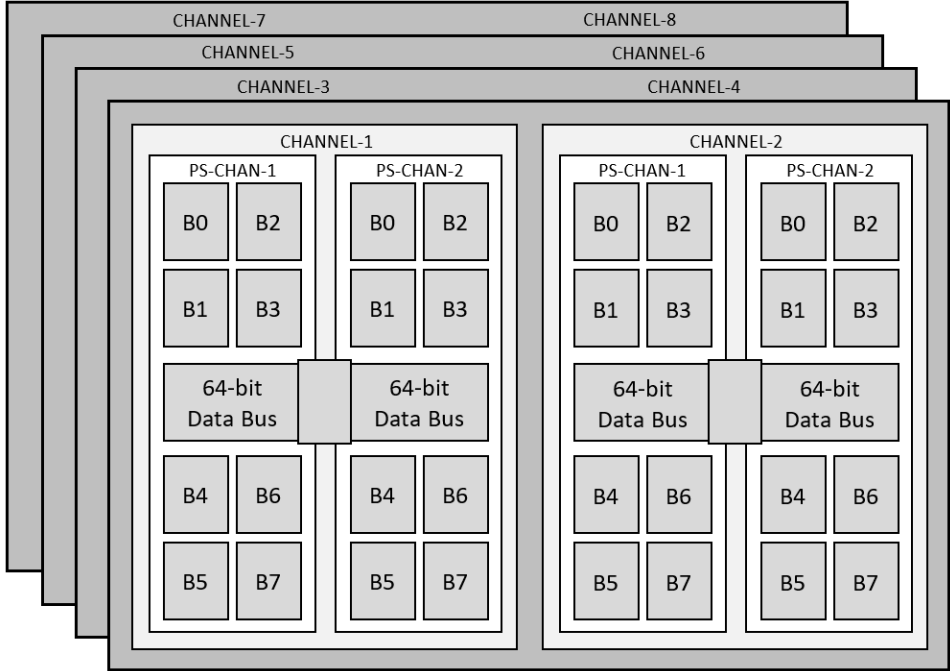 CHANNEL-7 CHANNEL-8
CHANNEL-5 CHANNEL-6
CHANNEL-3 CHANNEL-4
CHANNEL-1 CHANNEL-2
PS-CHAN-1 PS-CHAN-2 PS-CHAN-1 PS-CHAN-2
B0 B2 B0 B2 B0 B2 B0 B2
B1 B3 B1 B3 B1 B3 B1 B3
64-bit 64-bit 64-bit 64-bit
Data Bus Data Bus Data Bus Data Bus
B4 B6 B4 B6 B4 B6 B4 B6
B5 B7 B5 B7 B5 B7 B5 B7